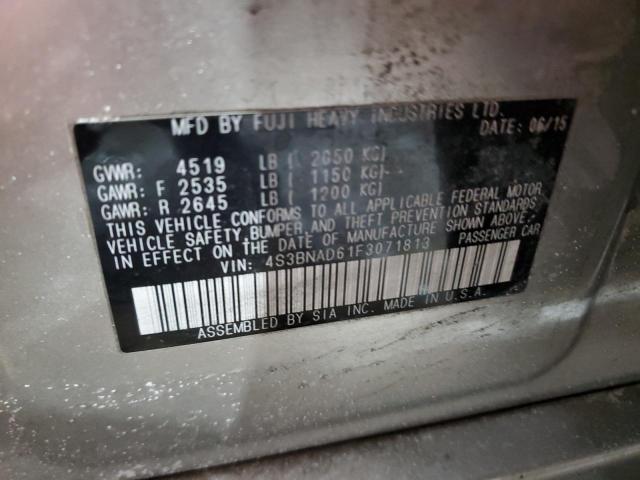 MFD BY FUJI HEAVY INDUSTRIES LTD.
DATE: 06/15
GVWR: 4519 LB ( 2050 KG)
GAWR: F 2535 LB ( 1150 KG)
GAWR: R 2645 LB ( 1200 KG)
THIS VEHICLE CONFORMS TO ALL APPLICABLE FEDERAL MOTOR
VEHICLE SAFETY, BUMPER, AND THEFT PREVENTION STANDARDS
IN EFFECT ON THE DATE OF MANUFACTURE SHOWN ABOVE.
VIN: 4S3BNAD61F3071813 PASSENGER CAR
ASSEMBLED BY SIA INC. MADE IN U.S.A.